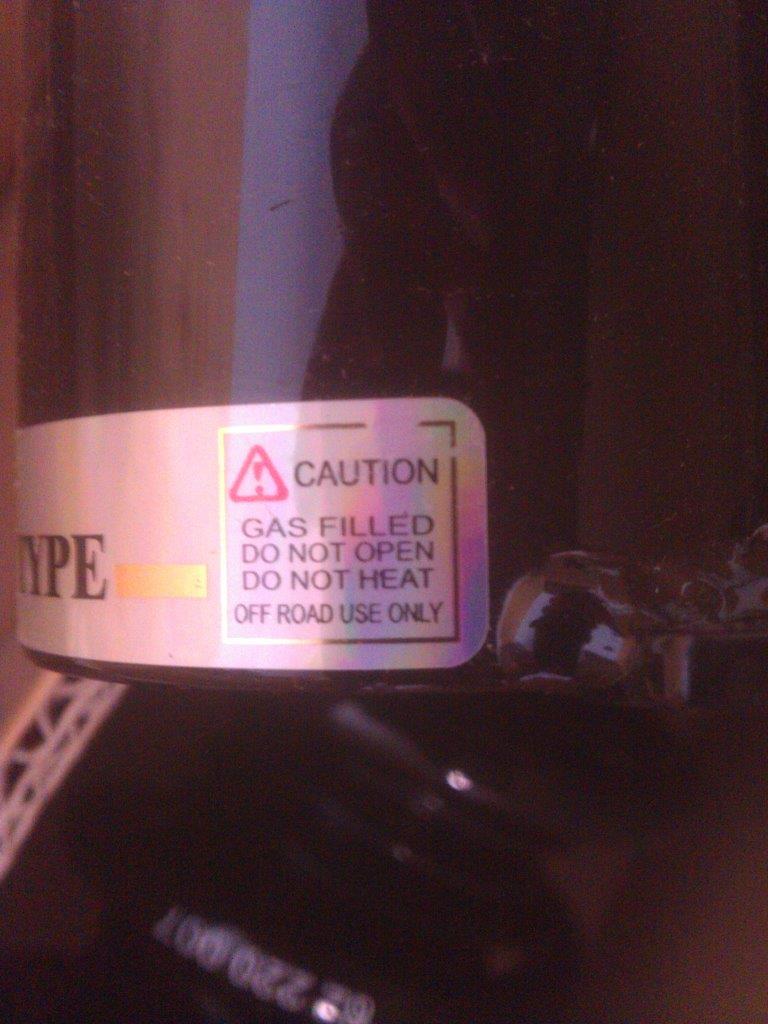 CAUTION
GAS FILLED
DO NOT OPEN
DO NOT HEAT
OFF ROAD USE ONLY
YPE